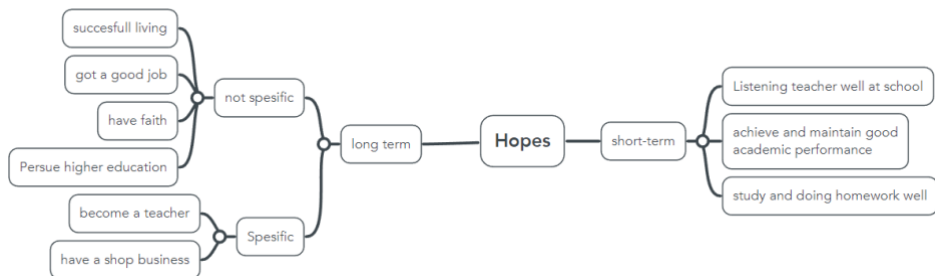 succesfull living
got a good job
have faith
Persue higher education
not spesific
become a teacher
have a shop business
Spesific
long term
Hopes
short-term
Listening teacher well at school
achieve and maintain good
academic performance
study and doing homework well